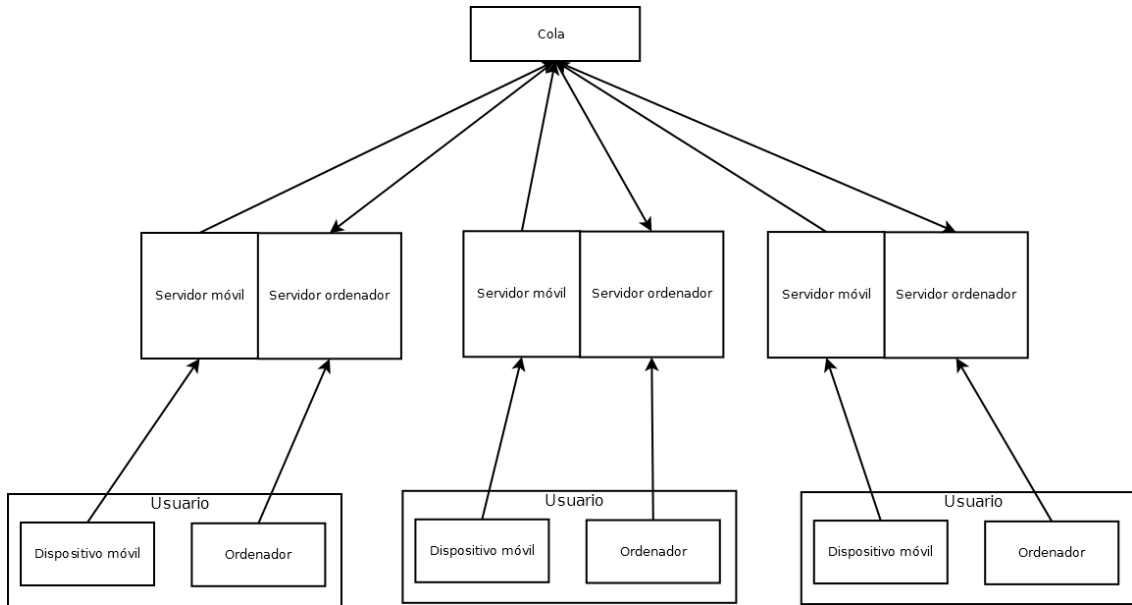 Cola
Servidor móvil
Servidor ordenador
Servidor móvil
Servidor ordenador
Servidor móvil
Servidor ordenador
Usuario
Dispositivo móvil
Ordenador
Usuario
Dispositivo móvil
Ordenador
Usuario
Dispositivo móvil
Ordenador